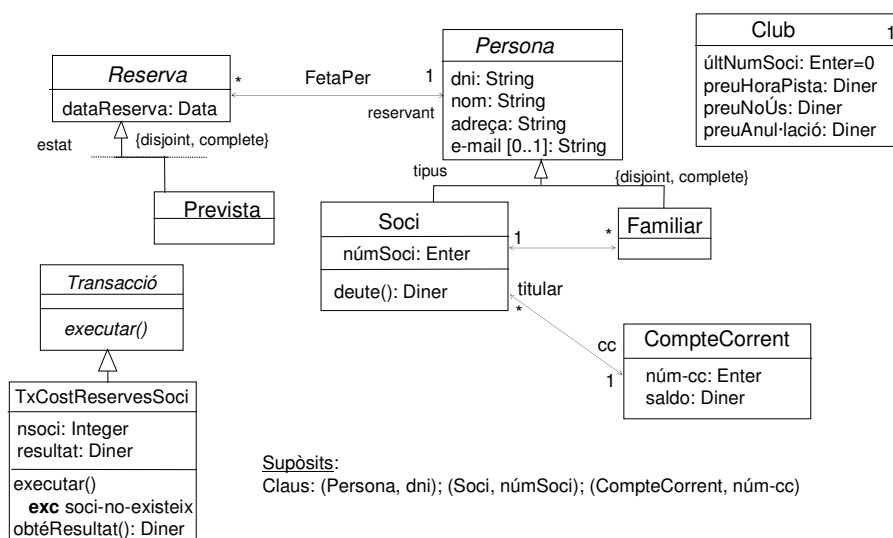 Reserva
dataReserva: Data
estat
{disjoint, complete}
Prevista
*
FetaPer
1
reservant
Persona
dni: String
nom: String
adreça: String
e-mail [0..1]: String
tipus
{disjoint, complete}
Club
1
últNumSoci: Enter=0
preuHoraPista: Diner
preuNoÚs: Diner
preuAnul·lació: Diner
Soci
númSoci: Enter
deute(): Diner
1
*
Familiar
titular
*
cc
1
CompteCorrent
núm-cc: Enter
saldo: Diner
Transacció
executar()
TxCostReservesSoci
nsoci: Integer
resultat: Diner
executar()
exc soci-no-existeix
obtéResultat(): Diner
Supòsits:
Claus: (Persona, dni); (Soci, númSoci); (CompteCorrent, núm-cc)